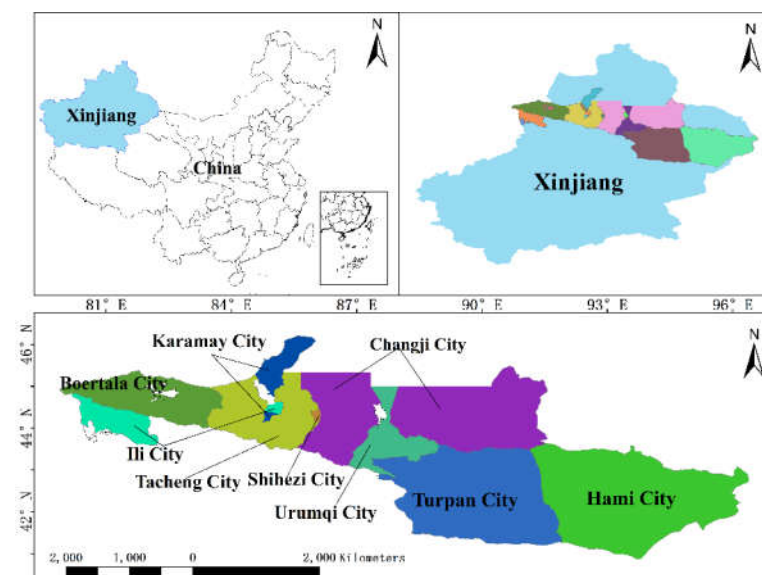 N
Xinjiang
China
N
Xinjiang
81° E
84° E
87° E
90° E
93° E
96° E
46° N
44° N
42° N
N
Karamay City
Changji City
Boertala City
Ili City
Tacheng City
Shihezi City
Urumqi City
Turpan City
Hami City
2,000 1,000 0 2,000 Kilometers